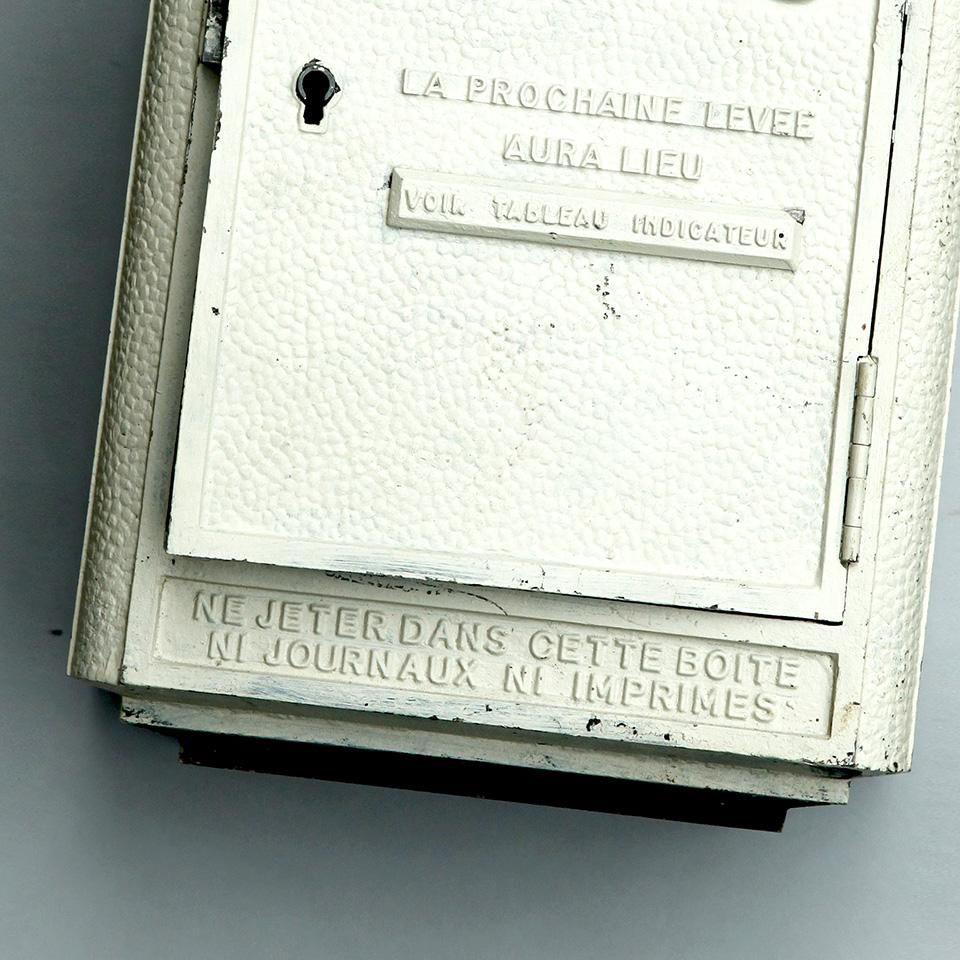 LA PROCHAINE LEVEE
AURA LIEU
VOIR TABLEAU INDICATEUR
NE JETER DANS CETTE BOITE
NI JOURNAUX NI IMPRIMES